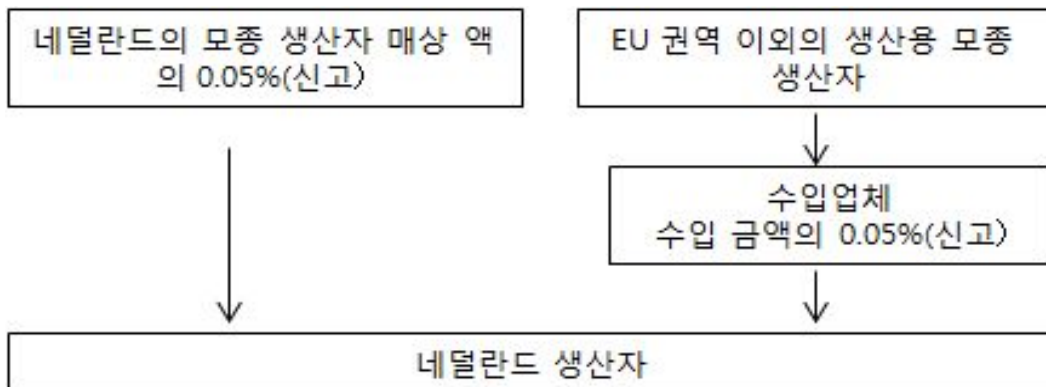 네덜란드의 모종 생산자 매상 액
의 0.05%(신고)
EU 권역 이외의 생산용 모종
생산자
수입업체
수입 금액의 0.05%(신고)
네덜란드 생산자